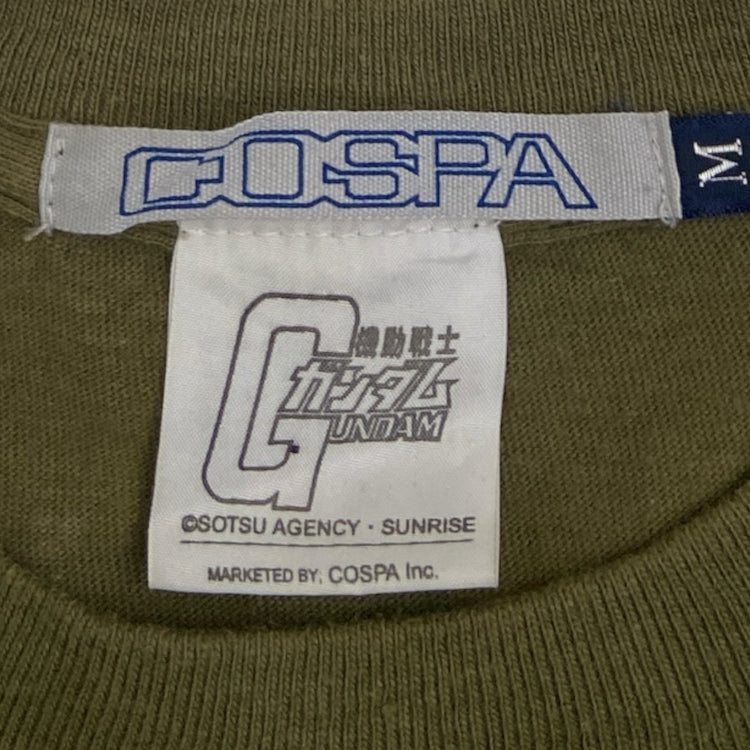 COSPA
M
機動戦士
ガンダム
GUNDAM
©SOTSU AGENCY・SUNRISE
MARKETED BY, COSPA Inc.